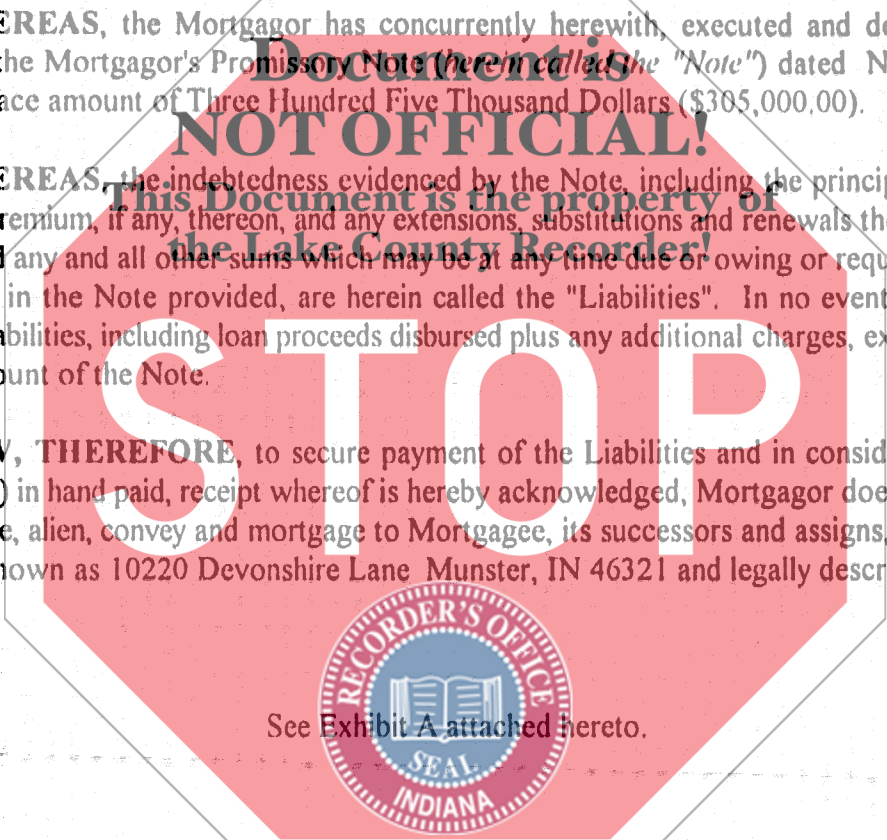 EREAS, the Mortgagor has concurrently herewith, executed and d
the Mortgagor's Promissory Note (herein called the "Note") dated N
ace amount of Three Hundred Five Thousand Dollars ($305,000.00).
Document is
NOT OFFICIAL!
This Document is the property of
the Lake County Recorder!
EREAS, the indebtedness evidenced by the Note, including the princip
remium, if any, thereon, and any extensions, substitutions and renewals th
any and all other sums which may be at any time due or owing or requ
in the Note provided, are herein called the "Liabilities". In no event
abilities, including loan proceeds disbursed plus any additional charges, ex
ount of the Note.
STOP
, THEREFORE, to secure payment of the Liabilities and in consid
) in hand paid, receipt whereof is hereby acknowledged, Mortgagor doe
e, alien, convey and mortgage to Mortgagee, its successors and assigns,
nown as 10220 Devonshire Lane Munster, IN 46321 and legally descr
RECORDER'S OFFICE
SEAL
INDIANA
See Exhibit A attached hereto.